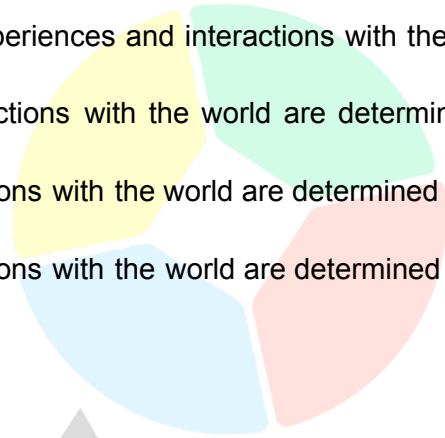 periences and interactions with the
ctions with the world are determin
ons with the world are determined
ons with the world are determined